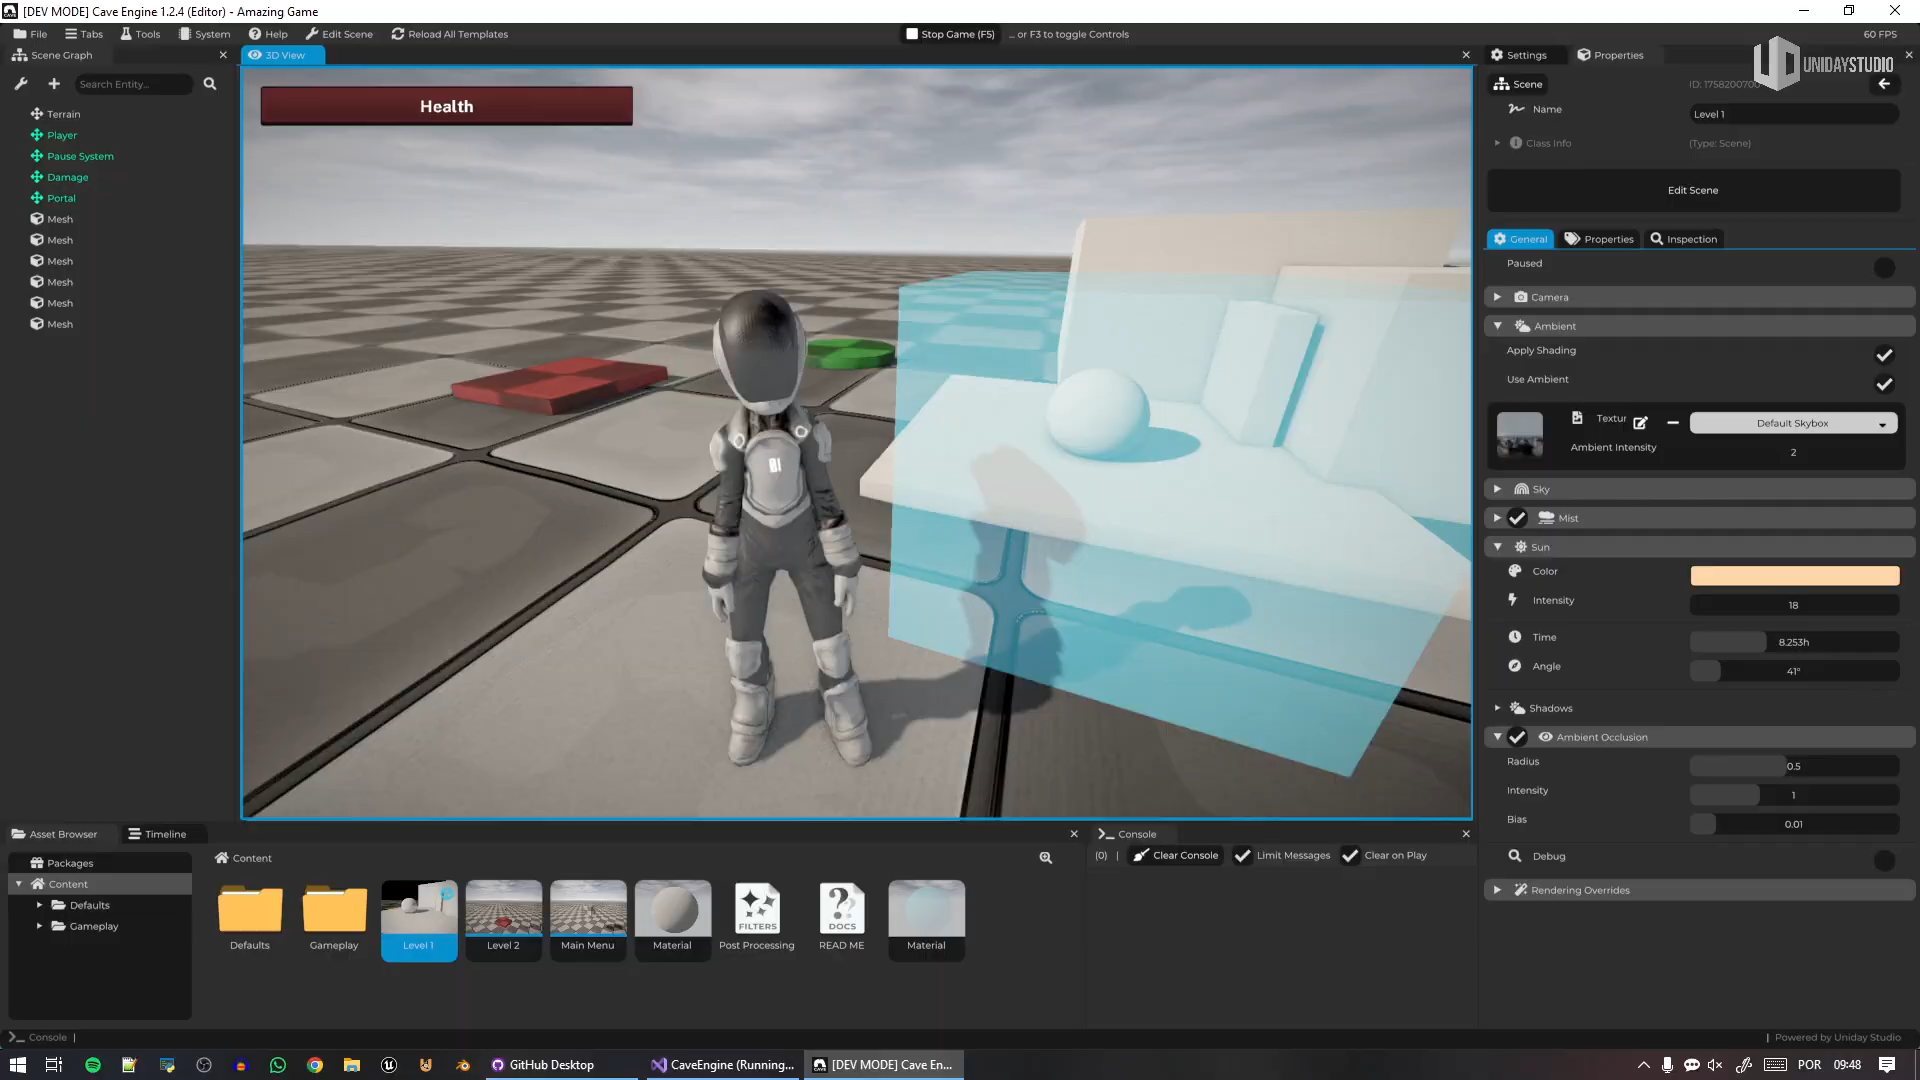 [DEV MODE] Cave Engine 1.2.4 (Editor) - Amazing Game
File Tabs Tools System Help Edit Scene Reload All Templates
Stop Game (F5) ... or F3 to toggle Controls
60 FPS
Scene Graph
3D View
Settings Properties
UNIDAYSTUDIO
Search Entity...
Terrain
Player
Pause System
Damage
Portal
Mesh
Mesh
Mesh
Mesh
Mesh
Mesh
Health
Scene ID: 1758200700
Name Level 1
Class Info (Type: Scene)
Edit Scene
General Properties Inspection
Paused
Camera
Ambient
Apply Shading
Use Ambient
Textur Default Skybox
Ambient Intensity 2
Sky
Mist
Sun
Color
Intensity 18
Time 8.253h
Angle 41°
Shadows
Ambient Occlusion
Radius 0.5
Intensity 1
Bias 0.01
Debug
Rendering Overrides
Asset Browser Timeline
Packages
Content
Defaults
Gameplay
Content
Defaults Gameplay Level 1 Level 2 Main Menu Material Post Processing READ ME Material
FILTERS
DOCS
Console
(0) | Clear Console Limit Messages Clear on Play
Console |
Powered by Uniday Studio
GitHub Desktop CaveEngine (Running... [DEV MODE] Cave En...
POR 09:48